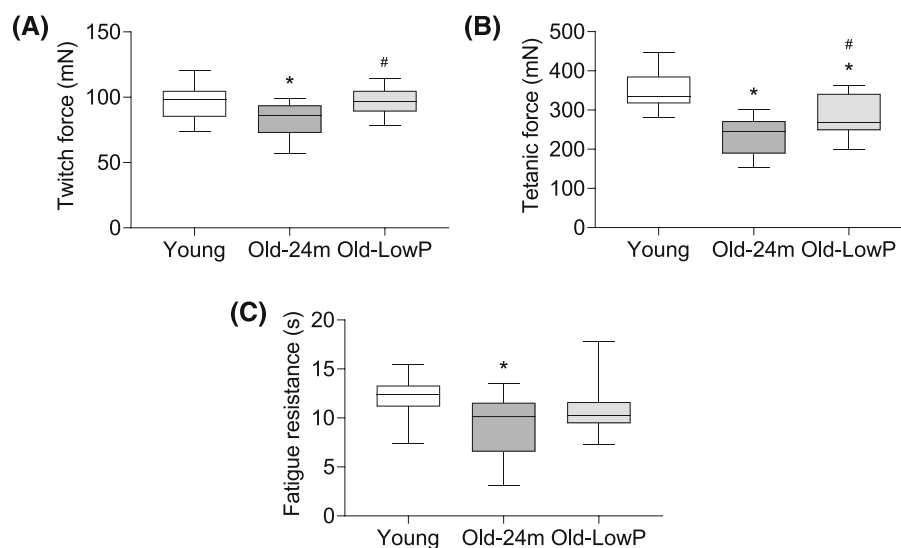 (A)
Twitch force (mN)
150
100
50
0
*
#
Young Old-24m Old-LowP
(B)
Tetanic force (mN)
500
400
300
200
100
0
*
#
*
Young Old-24m Old-LowP
(C)
Fatigue resistance (s)
20
15
10
5
0
*
Young Old-24m Old-LowP